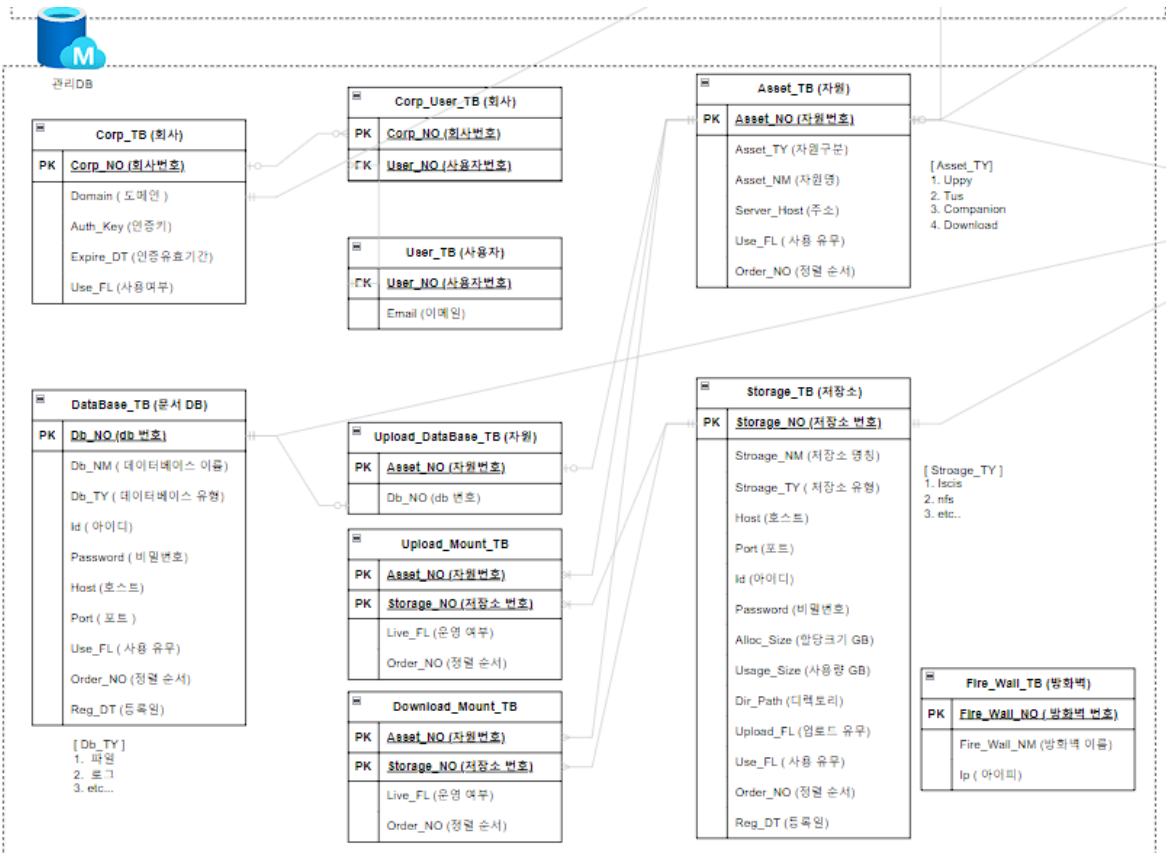 M
관리DB
Corp_TB (회사)
PK Corp_NO (회사번호)
Domain ( 도메인 )
Auth_Key (인증키)
Expire_DT (인증유효기간)
Use_FL (사용여부)
Corp_User_TB (회사)
PK Corp_NO (회사번호)
PK User_NO (사용자번호)
User_TB (사용자)
PK User_NO (사용자번호)
Email (이메일)
Asset_TB (자원)
PK Asset_NO (자원번호)
Asset_TY (자원구분)
Asset_NM (자원명)
Server_Host (주소)
Use_FL ( 사용 유무)
Order_NO (정렬 순서)
[ Asset_TY]
1. Uppy
2. Tus
3. Companion
4. Download
DataBase_TB (문서 DB)
PK Db_NO (db 번호)
Db_NM ( 데이터베이스 이름)
Db_TY ( 데이터베이스 유형)
Id ( 아이디)
Password ( 비밀번호)
Host (호스트)
Port ( 포트 )
Use_FL ( 사용 유무)
Order_NO (정렬 순서)
Reg_DT (등록일)
[ Db_TY ]
1. 파일
2. 로그
3. etc...
Upload_DataBase_TB (자원)
PK Asset_NO (자원번호)
Db_NO (db 번호)
Upload_Mount_TB
PK Asset_NO (자원번호)
PK Storage_NO (저장소 번호)
Live_FL (운영 여부)
Order_NO (정렬 순서)
Download_Mount_TB
PK Asset_NO (자원번호)
PK Storage_NO (저장소 번호)
Live_FL (운영 여부)
Order_NO (정렬 순서)
Storage_TB (저장소)
PK Storage_NO (저장소 번호)
Stroage_NM (저장소 명칭)
Stroage_TY ( 저장소 유형)
Host (호스트)
Port (포트)
Id (아이디)
Password (비밀번호)
Alloc_Size (할당크기 GB)
Usage_Size (사용량 GB)
Dir_Path (디렉토리)
Upload_FL (업로드 유무)
Use_FL ( 사용 유무)
Order_NO (정렬 순서)
Reg_DT (등록일)
[ Stroage_TY ]
1. Iscis
2. nfs
3. etc..
Fire_Wall_TB (방화벽)
PK Fire_Wall_NO ( 방화벽 번호)
Fire_Wall_NM (방화벽 이름)
Ip ( 아이피)